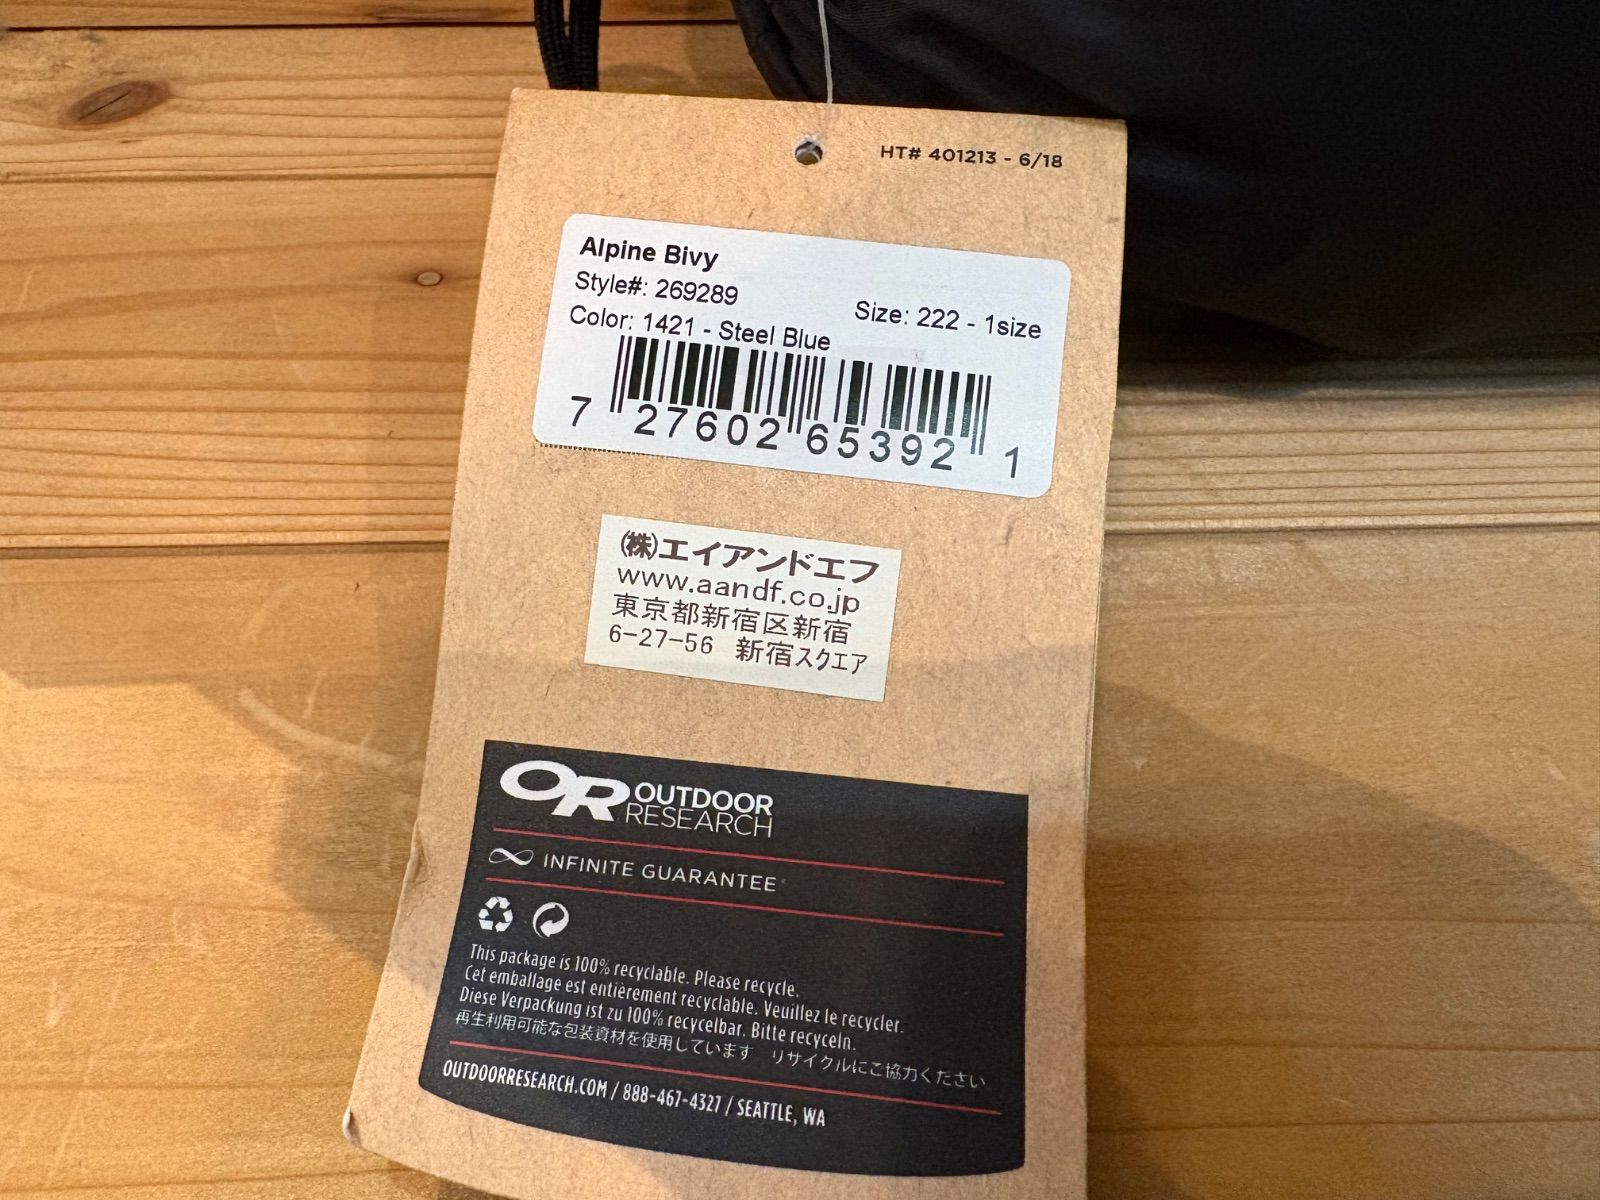 HT# 401213 - 6/18
Alpine Bivy
Style#: 269289
Size: 222 - 1size
Color: 1421 - Steel Blue
7 27602 65392 1
(株)エイアンドエフ
www.aandf.co.jp
東京都新宿区新宿
6-27-56 新宿スクエア
OR OUTDOOR
RESEARCH
INFINITE GUARANTEE®
This package is 100% recyclable. Please recycle.
Cet emballage est entièrement recyclable. Veuillez le recycler.
Diese Verpackung ist zu 100% recycelbar. Bitte recyceln.
再生利用可能な包装資材を使用しています リサイクルにご協力ください
OUTDOORRESEARCH.COM / 888-467-4327 / SEATTLE, WA